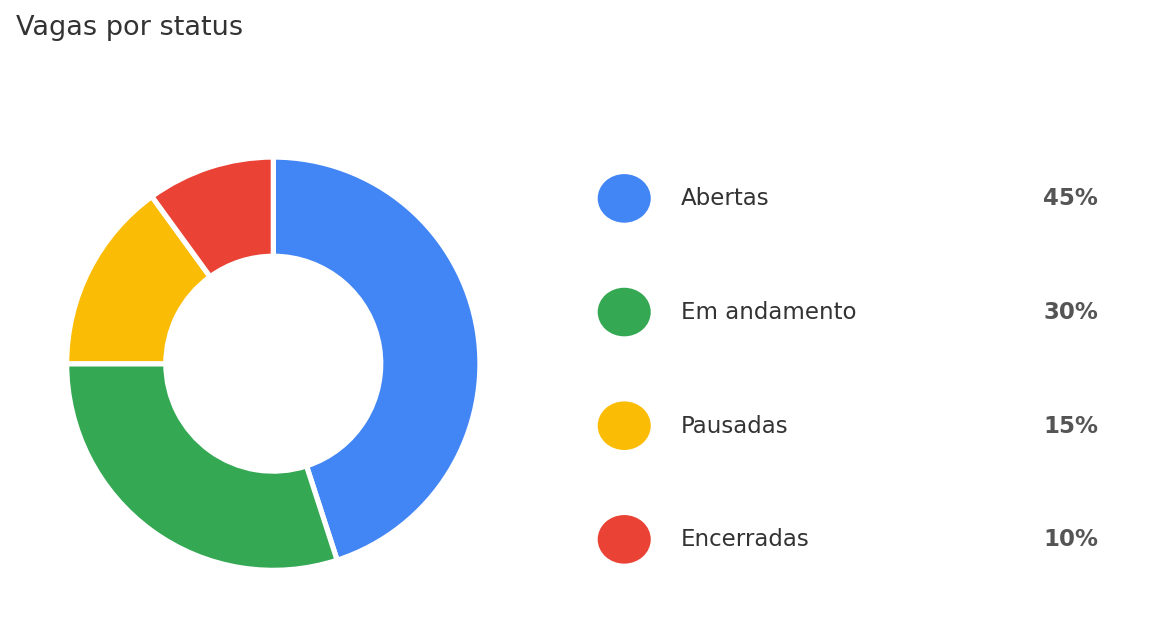 Vagas por status
Abertas 45%
Em andamento 30%
Pausadas 15%
Encerradas 10%